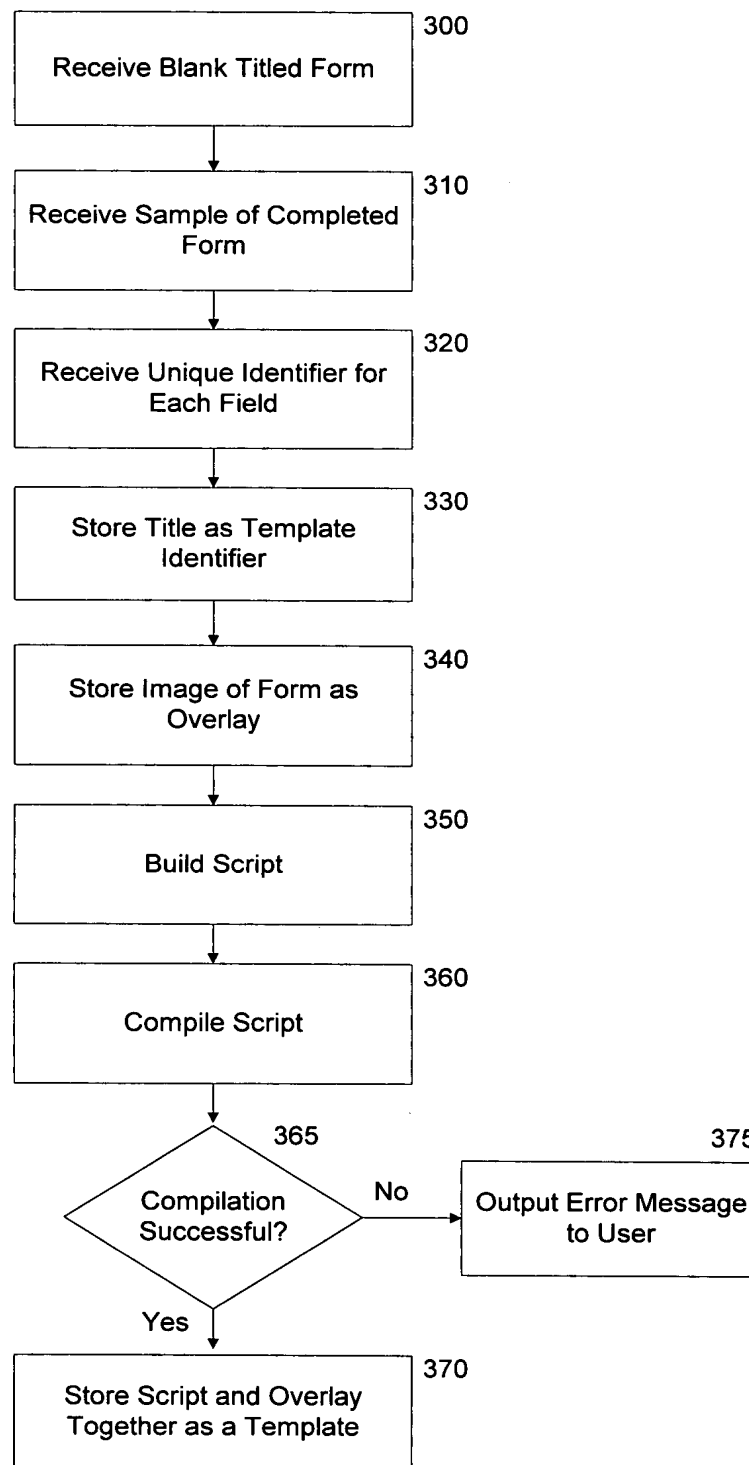 300
Receive Blank Titled Form
310
Receive Sample of Completed
Form
320
Receive Unique Identifier for
Each Field
330
Store Title as Template
Identifier
340
Store Image of Form as
Overlay
350
Build Script
360
Compile Script
365
375
Compilation
Successful?
No
Output Error Message
to User
Yes
370
Store Script and Overlay
Together as a Template